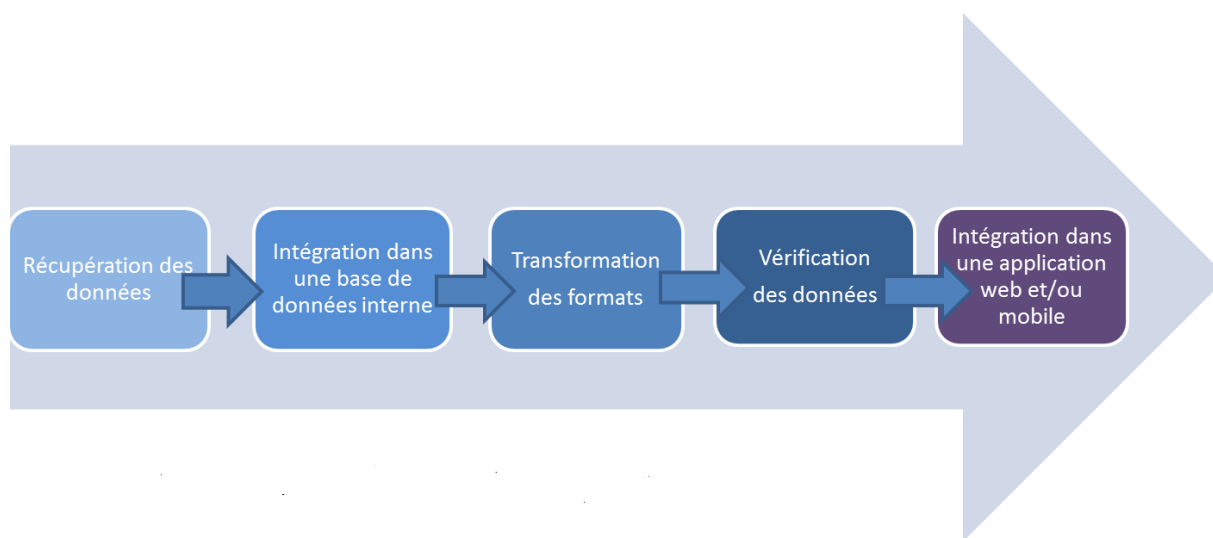 Récupération des
données
Intégration dans
une base de
données interne
Transformation
des formats
Vérification
des données
Intégration dans
une application
web et/ou
mobile